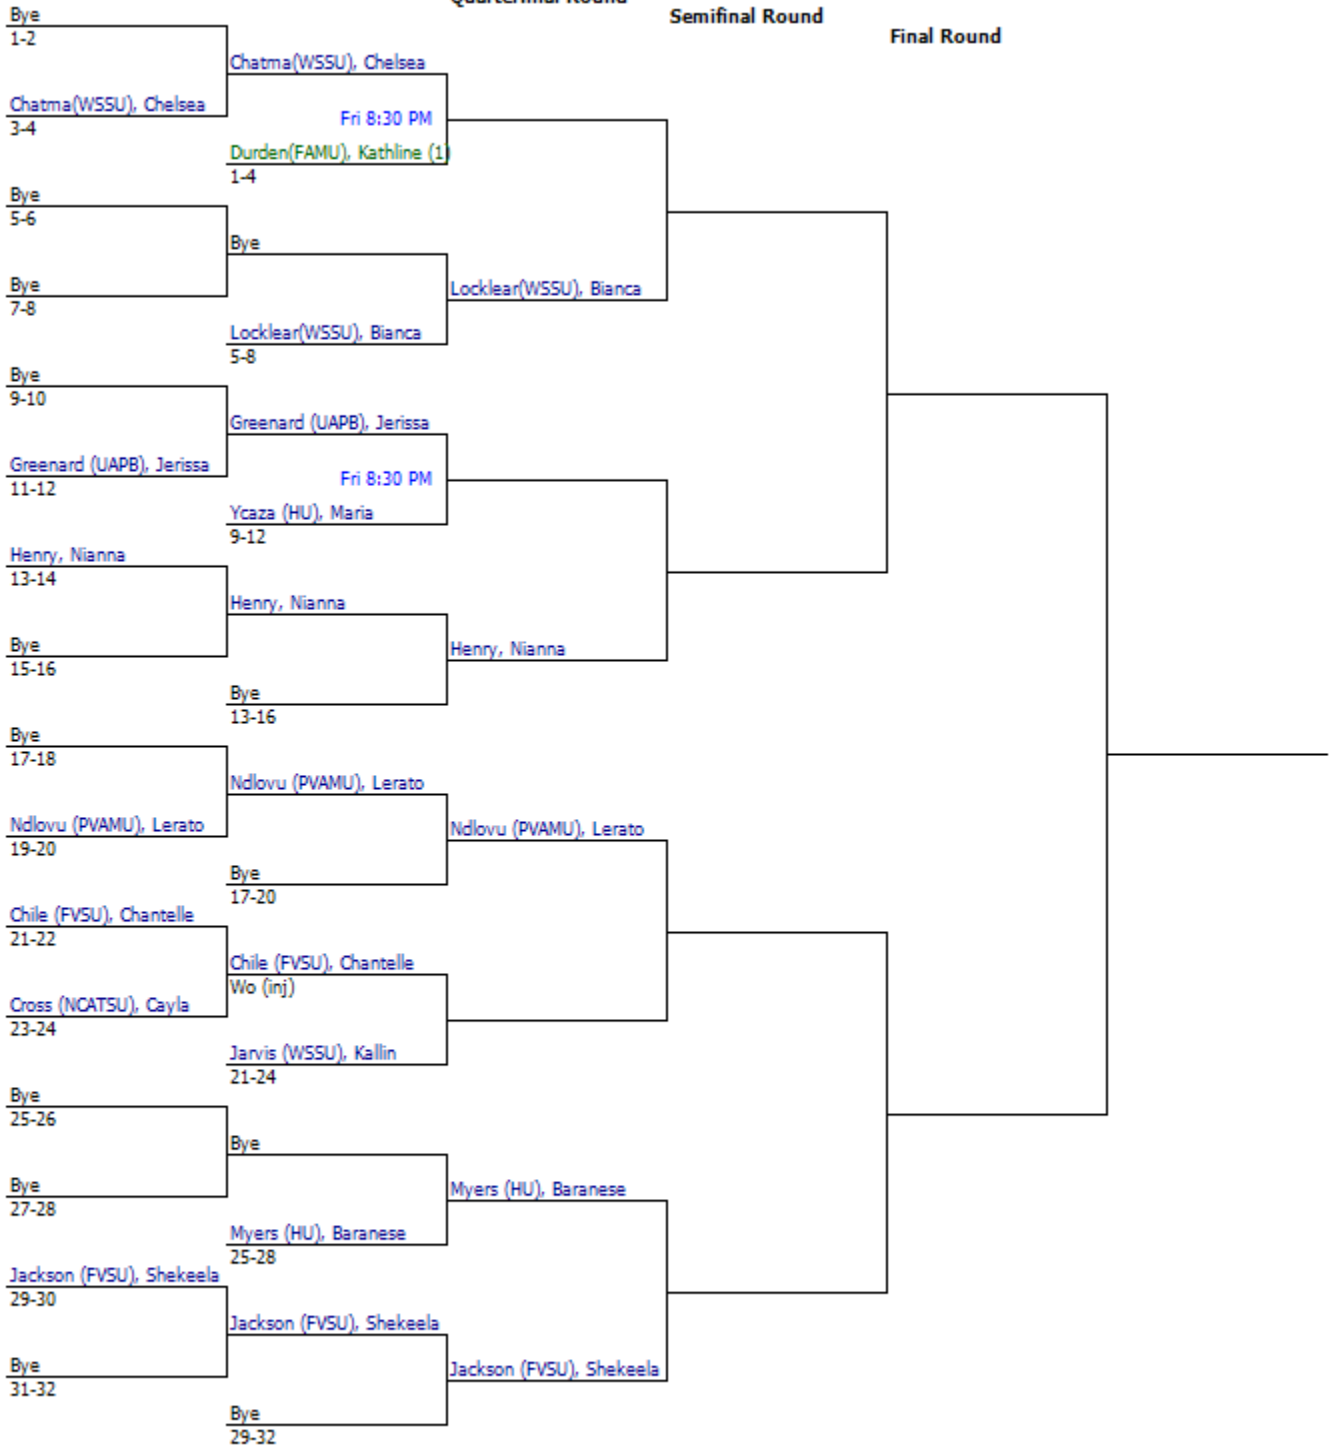 Quarterfinal Round
Semifinal Round
Final Round
Bye
1-2
Chatma(WSSU), Chelsea
Chatma(WSSU), Chelsea
3-4
Fri 8:30 PM
Durden(FAMU), Kathline (1)
1-4
Bye
5-6
Bye
Bye
7-8
Locklear(WSSU), Bianca
Locklear(WSSU), Bianca
5-8
Bye
9-10
Greenard (UAPB), Jerissa
Greenard (UAPB), Jerissa
11-12
Fri 8:30 PM
Ycaza (HU), Maria
9-12
Henry, Nianna
13-14
Henry, Nianna
Bye
15-16
Henry, Nianna
Bye
13-16
Bye
17-18
Ndlovu (PVAMU), Lerato
Ndlovu (PVAMU), Lerato
19-20
Ndlovu (PVAMU), Lerato
Bye
17-20
Chile (FVSU), Chantelle
21-22
Chile (FVSU), Chantelle
Wo (inj)
Cross (NCATSU), Cayla
23-24
Jarvis (WSSU), Kallin
21-24
Bye
25-26
Bye
Bye
27-28
Myers (HU), Baranese
Myers (HU), Baranese
25-28
Jackson (FVSU), Shekeela
29-30
Jackson (FVSU), Shekeela
Bye
31-32
Jackson (FVSU), Shekeela
Bye
29-32